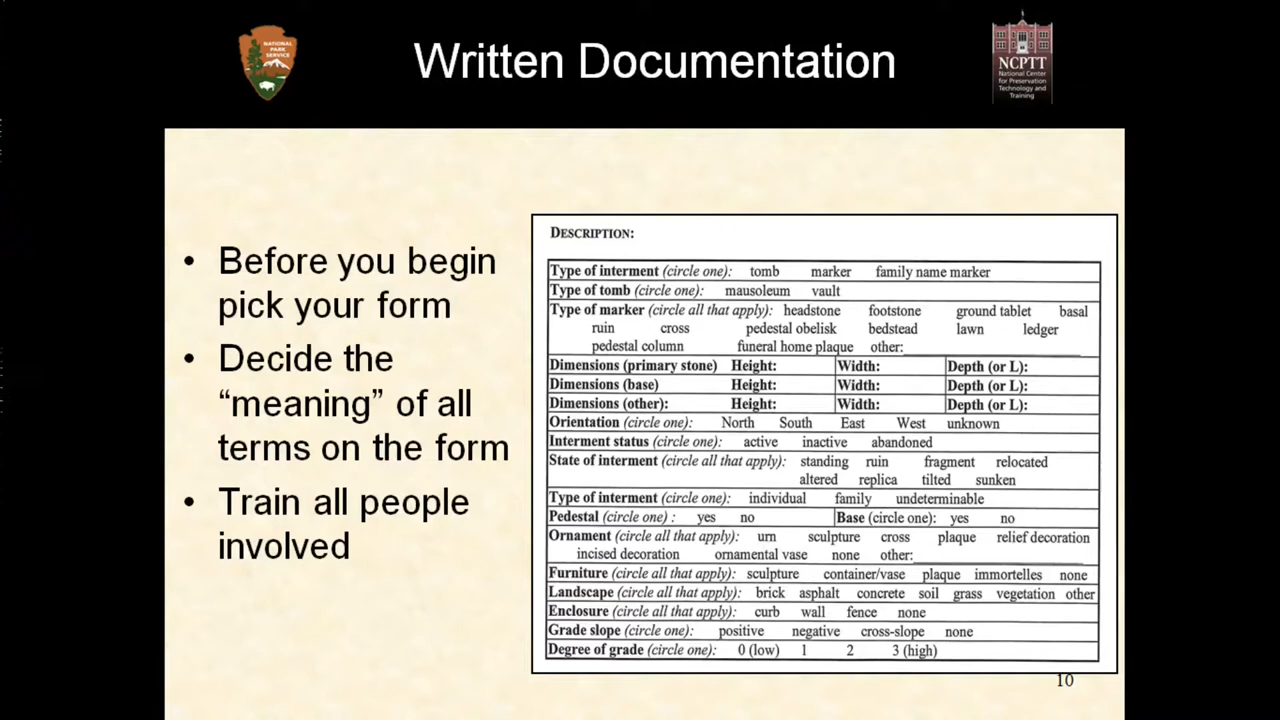 NATIONAL
PARK
SERVICE
Written Documentation
NCPTT
National Center
for Preservation
Technology and
Training
• Before you begin
pick your form
• Decide the
“meaning” of all
terms on the form
• Train all people
involved
DESCRIPTION:
Type of interment (circle one): tomb marker family name marker
Type of tomb (circle one): mausoleum vault
Type of marker (circle all that apply): headstone footstone ground tablet basal
ruin cross pedestal obelisk bedstead lawn ledger
pedestal column funeral home plaque other:
Dimensions (primary stone) Height: Width: Depth (or L):
Dimensions (base) Height: Width: Depth (or L):
Dimensions (other): Height: Width: Depth (or L):
Orientation (circle one): North South East West unknown
Interment status (circle one): active inactive abandoned
State of interment (circle all that apply): standing ruin fragment relocated
altered replica tilted sunken
Type of interment (circle one): individual family undeterminable
Pedestal (circle one) : yes no Base (circle one): yes no
Ornament (circle all that apply): urn sculpture cross plaque relief decoration
incised decoration ornamental vase none other:
Furniture (circle all that apply): sculpture container/vase plaque immortelles none
Landscape (circle all that apply): brick asphalt concrete soil grass vegetation other
Enclosure (circle all that apply): curb wall fence none
Grade slope (circle one): positive negative cross-slope none
Degree of grade (circle one): 0 (low) 1 2 3 (high)
10